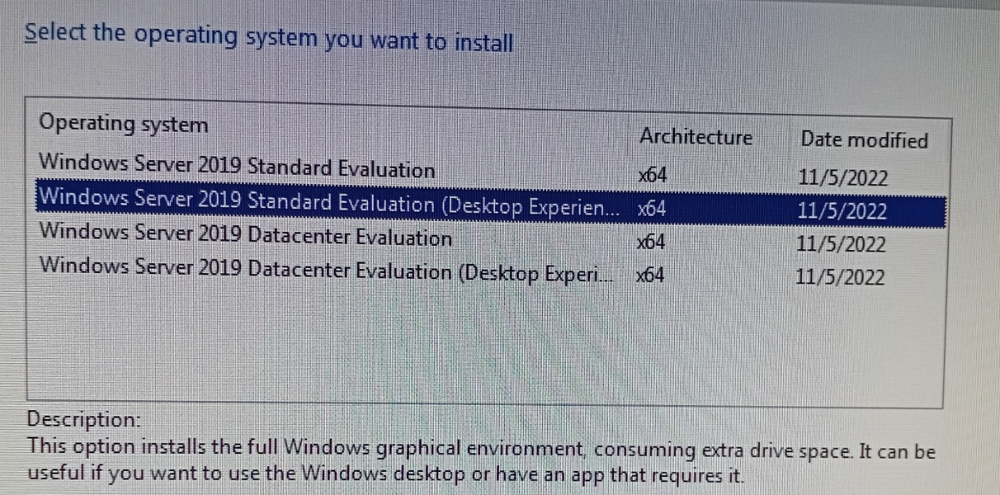 Select the operating system you want to install
Operating system Architecture Date modified
Windows Server 2019 Standard Evaluation x64 11/5/2022
Windows Server 2019 Standard Evaluation (Desktop Experien... x64 11/5/2022
Windows Server 2019 Datacenter Evaluation x64 11/5/2022
Windows Server 2019 Datacenter Evaluation (Desktop Experi... x64 11/5/2022
Description:
This option installs the full Windows graphical environment, consuming extra drive space. It can be
useful if you want to use the Windows desktop or have an app that requires it.